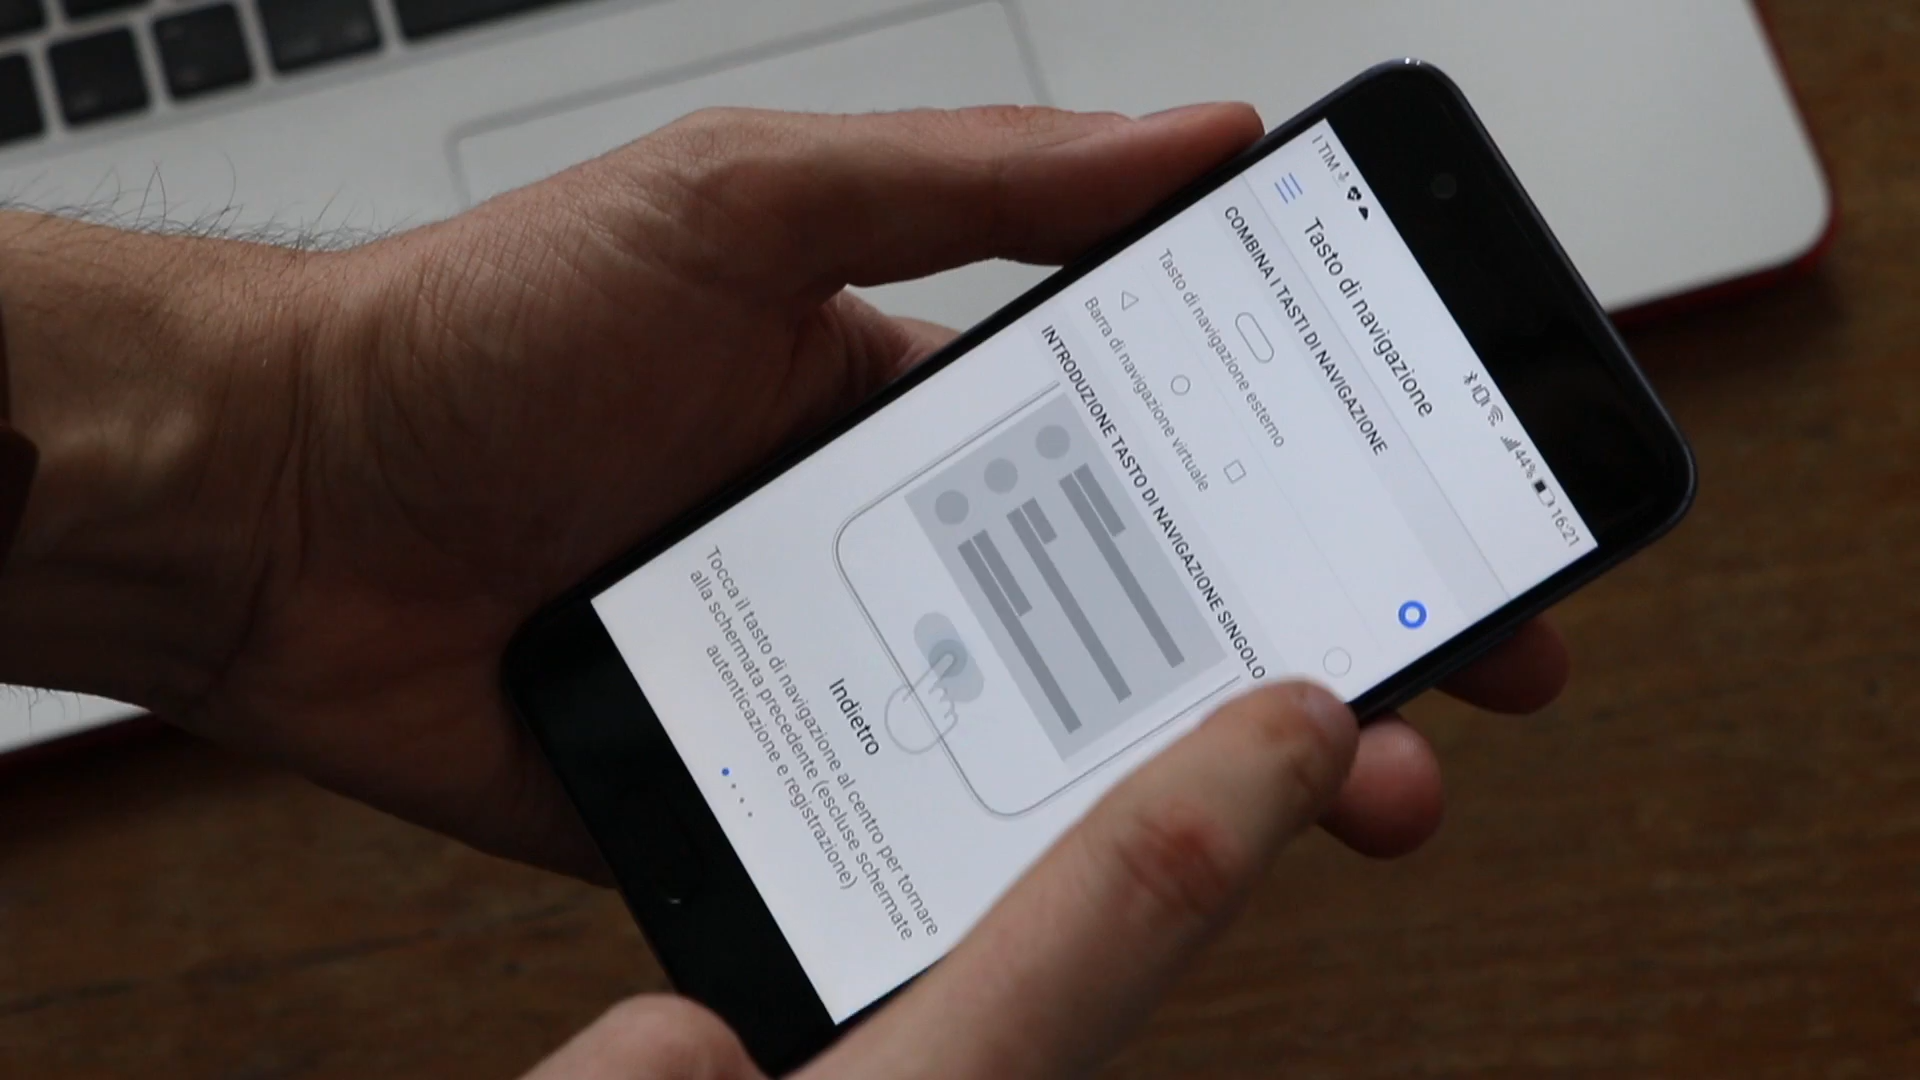 I TIM
44% 16:21
Tasto di navigazione
COMBINA I TASTI DI NAVIGAZIONE
Tasto di navigazione esterno
Barra di navigazione virtuale
INTRODUZIONE TASTO DI NAVIGAZIONE SINGOLO
Indietro
Tocca il tasto di navigazione al centro per tornare
alla schermata precedente (escluse schermate
autenticazione e registrazione)